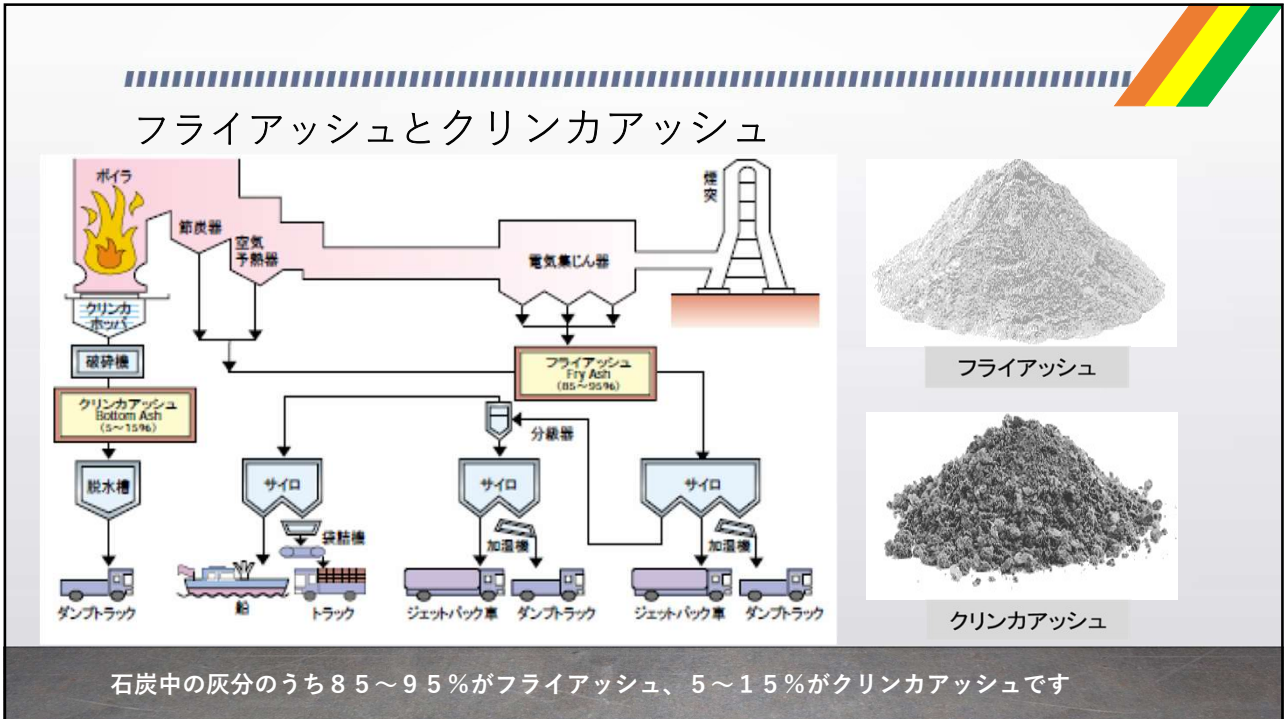 フライアッシュとクリンカアッシュ
ボイラ
節炭器
空気
予熱器
電気集じん器
煙突
クリンカ
ホッパ
破砕機
クリンカアッシュ
Bottom Ash
(5～15%)
フライアッシュ
Fry Ash
(85～95%)
分級器
脱水槽
サイロ
サイロ
サイロ
袋詰機
加湿機
加湿機
ダンプトラック
船
トラック
ジェットパック車
ダンプトラック
ジェットパック車
ダンプトラック
フライアッシュ
クリンカアッシュ
石炭中の灰分のうち８５～９５％がフライアッシュ、５～１５％がクリンカアッシュです